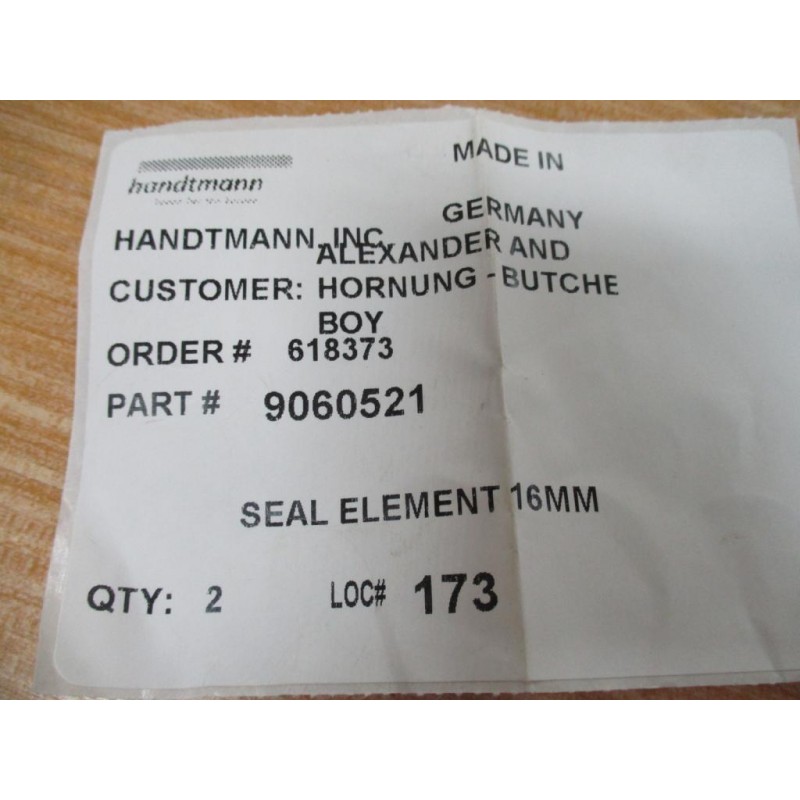 handtmann
MADE IN
GERMANY
HANDTMANN, INC.
ALEXANDER AND
CUSTOMER: HORNUNG - BUTCHE
BOY
ORDER # 618373
PART # 9060521
SEAL ELEMENT 16MM
QTY: 2 LOC# 173